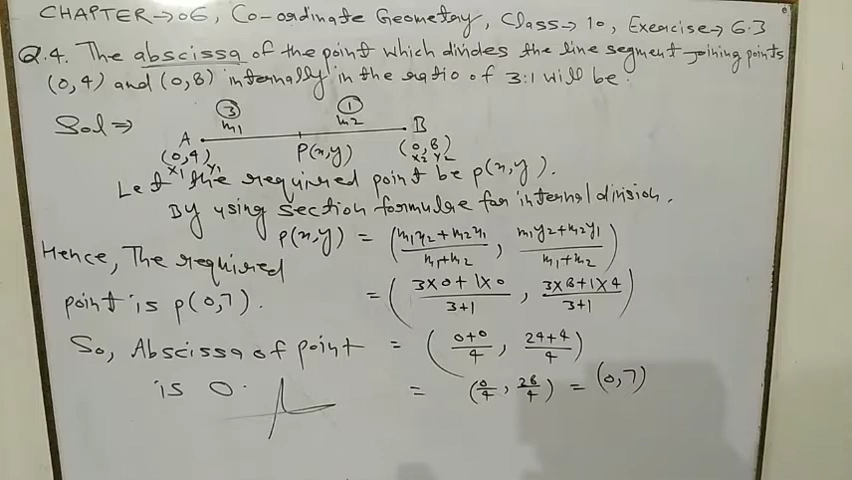 CHAPTER→06, Co-ordinate Geometry, Class→10, Exercise→6.3
Q.4. The abscissa of the point which divides the line segment joining points
(0,4) and (0,8) internally in the ratio of 3:1 will be.
Sol⇒
3 1
m1 m2
A B
(0,4) P(x,y) (0,8)
x1 y1 x2 y2
Let the required point be p(x,y).
By using section formulae for internal division.
p(x,y) = (m1x2+m2x1/m1+m2, m1y2+m2y1/m1+m2)
Hence, The required
point is p(0,7). = (3×0+1×0/3+1, 3×8+1×4/3+1)
So, Abscissa of point = (0+0/4, 24+4/4)
is 0. = (0/4, 28/4) = (0,7)